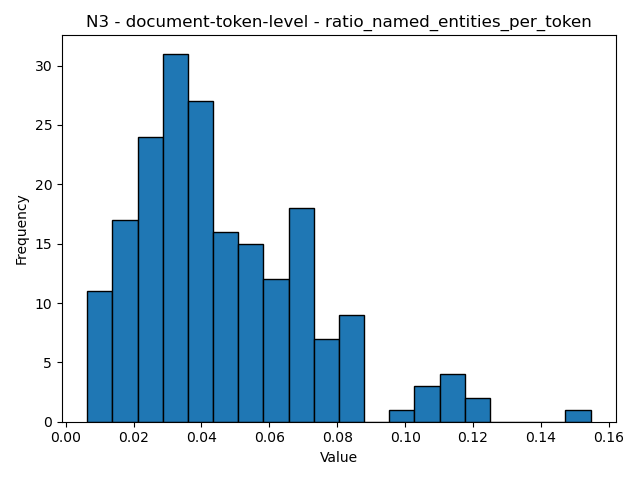 N3 - document-token-level - ratio_named_entities_per_token
30
25
20
15
10
5
0
Frequency
0.00 0.02 0.04 0.06 0.08 0.10 0.12 0.14 0.16
Value